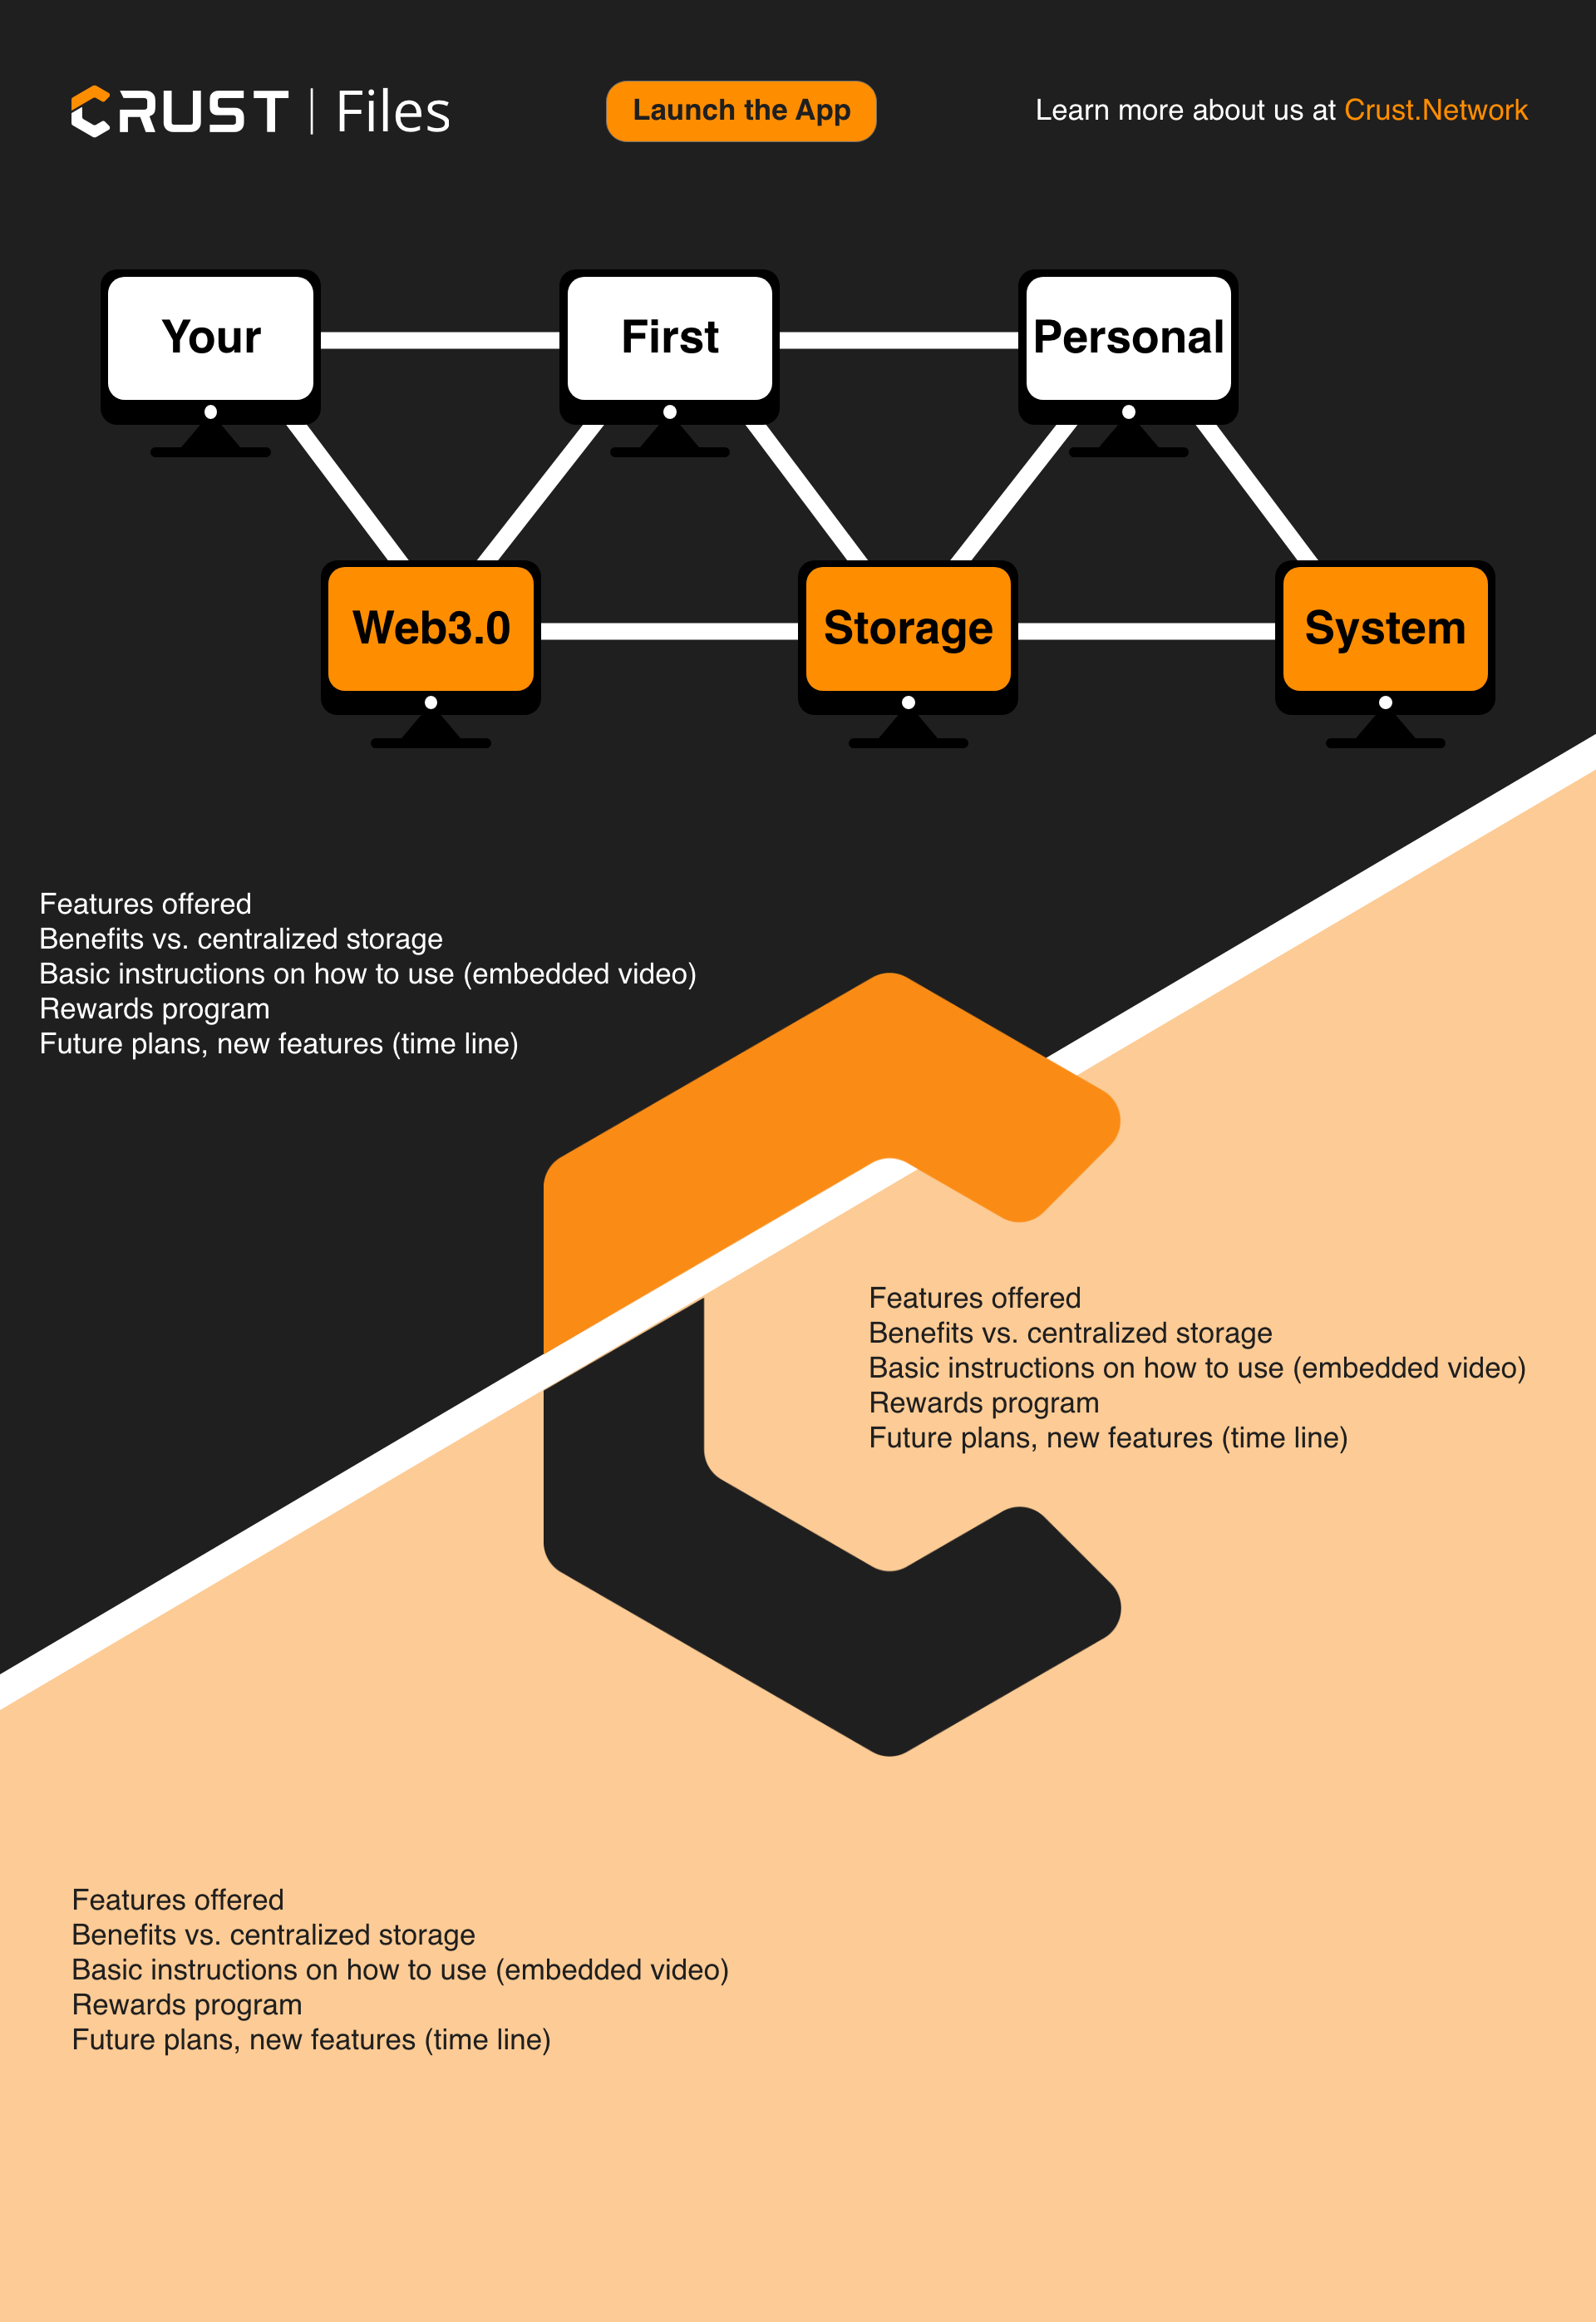 CRUST | Files
Launch the App
Learn more about us at Crust.Network
Your
First
Personal
Web3.0
Storage
System
Features offered
Benefits vs. centralized storage
Basic instructions on how to use (embedded video)
Rewards program
Future plans, new features (time line)
Features offered
Benefits vs. centralized storage
Basic instructions on how to use (embedded video)
Rewards program
Future plans, new features (time line)
Features offered
Benefits vs. centralized storage
Basic instructions on how to use (embedded video)
Rewards program
Future plans, new features (time line)